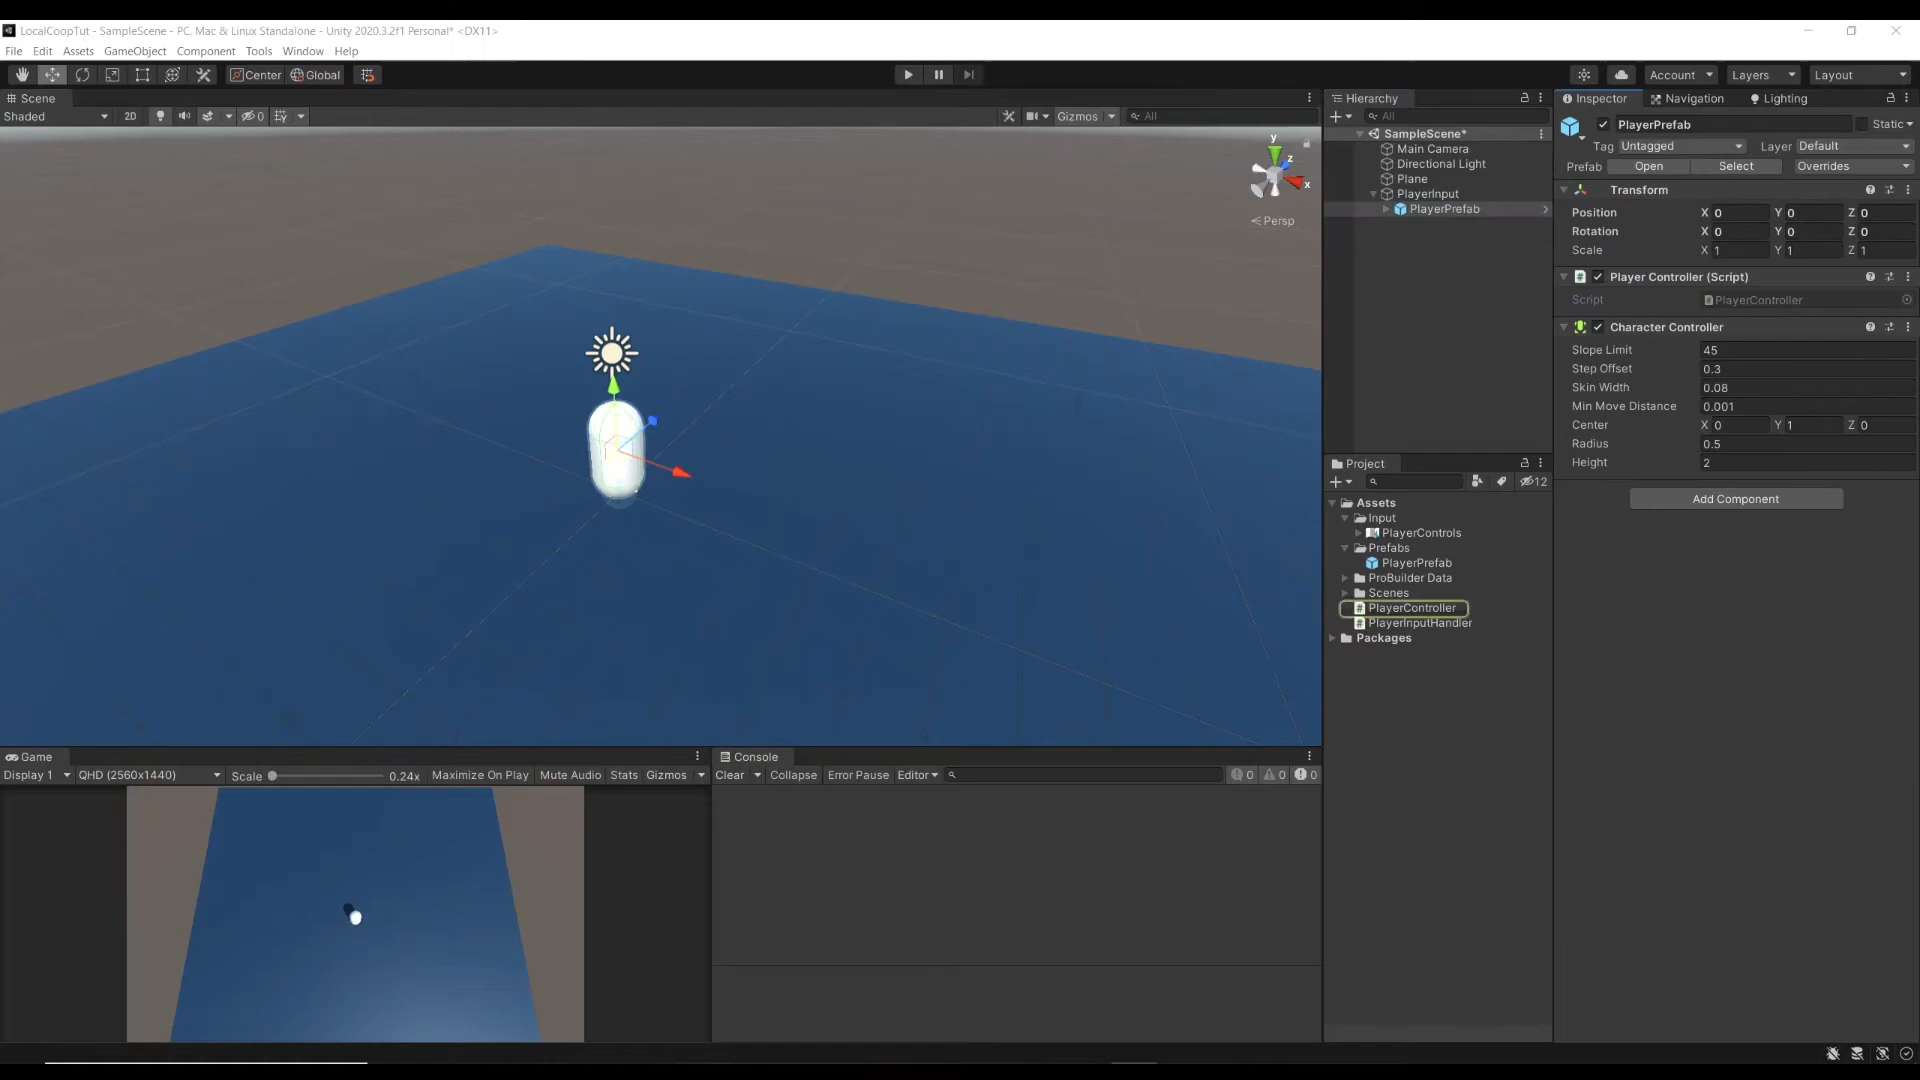 LocalCoopTut - SampleScene - PC, Mac & Linux Standalone - Unity 2020.3.2f1 Personal* <DX11>
File Edit Assets GameObject Component Tools Window Help
Center Global Account Layers Layout
Scene
Shaded 2D 0 Gizmos All
y
z
x
Persp
Hierarchy
All
SampleScene*
Main Camera
Directional Light
Plane
PlayerInput
PlayerPrefab
Project
12
Assets
Input
PlayerControls
Prefabs
PlayerPrefab
ProBuilder Data
Scenes
PlayerController
PlayerInputHandler
Packages
Inspector Navigation Lighting
PlayerPrefab Static
Tag Untagged Layer Default
Prefab Open Select Overrides
Transform
Position X 0 Y 0 Z 0
Rotation X 0 Y 0 Z 0
Scale X 1 Y 1 Z 1
# Player Controller (Script)
Script PlayerController
Character Controller
Slope Limit 45
Step Offset 0.3
Skin Width 0.08
Min Move Distance 0.001
Center X 0 Y 1 Z 0
Radius 0.5
Height 2
Add Component
Game
Display 1 QHD (2560x1440) Scale 0.24x Maximize On Play Mute Audio Stats Gizmos
Console
Clear Collapse Error Pause Editor 0 0 0